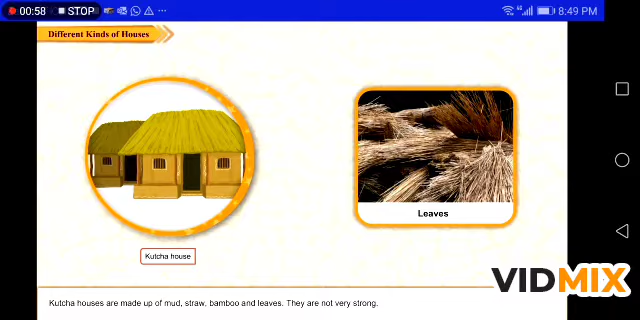 00:58 STOP
8:49 PM
Different Kinds of Houses
Leaves
Kutcha house
VIDMIX
Kutcha houses are made up of mud, straw, bamboo and leaves. They are not very strong.